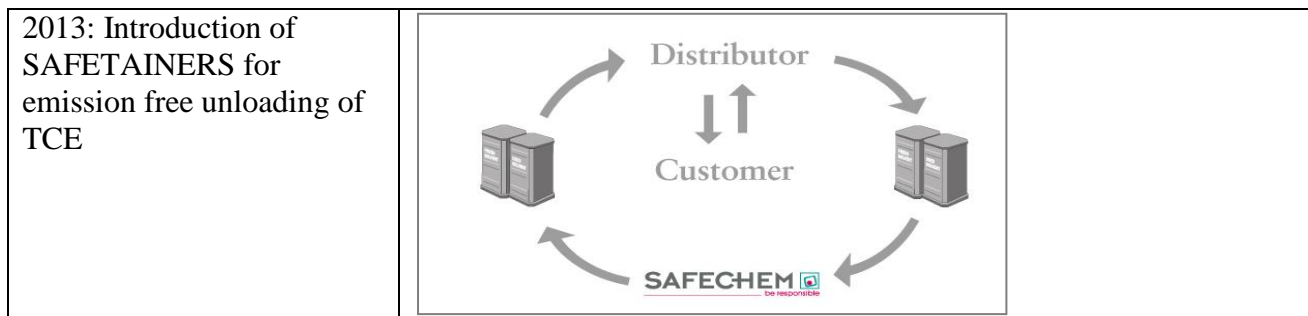 2013: Introduction of
SAFETAINERS for
emission free unloading of
TCE
Distributor
Customer
SAFECHEM
be responsible